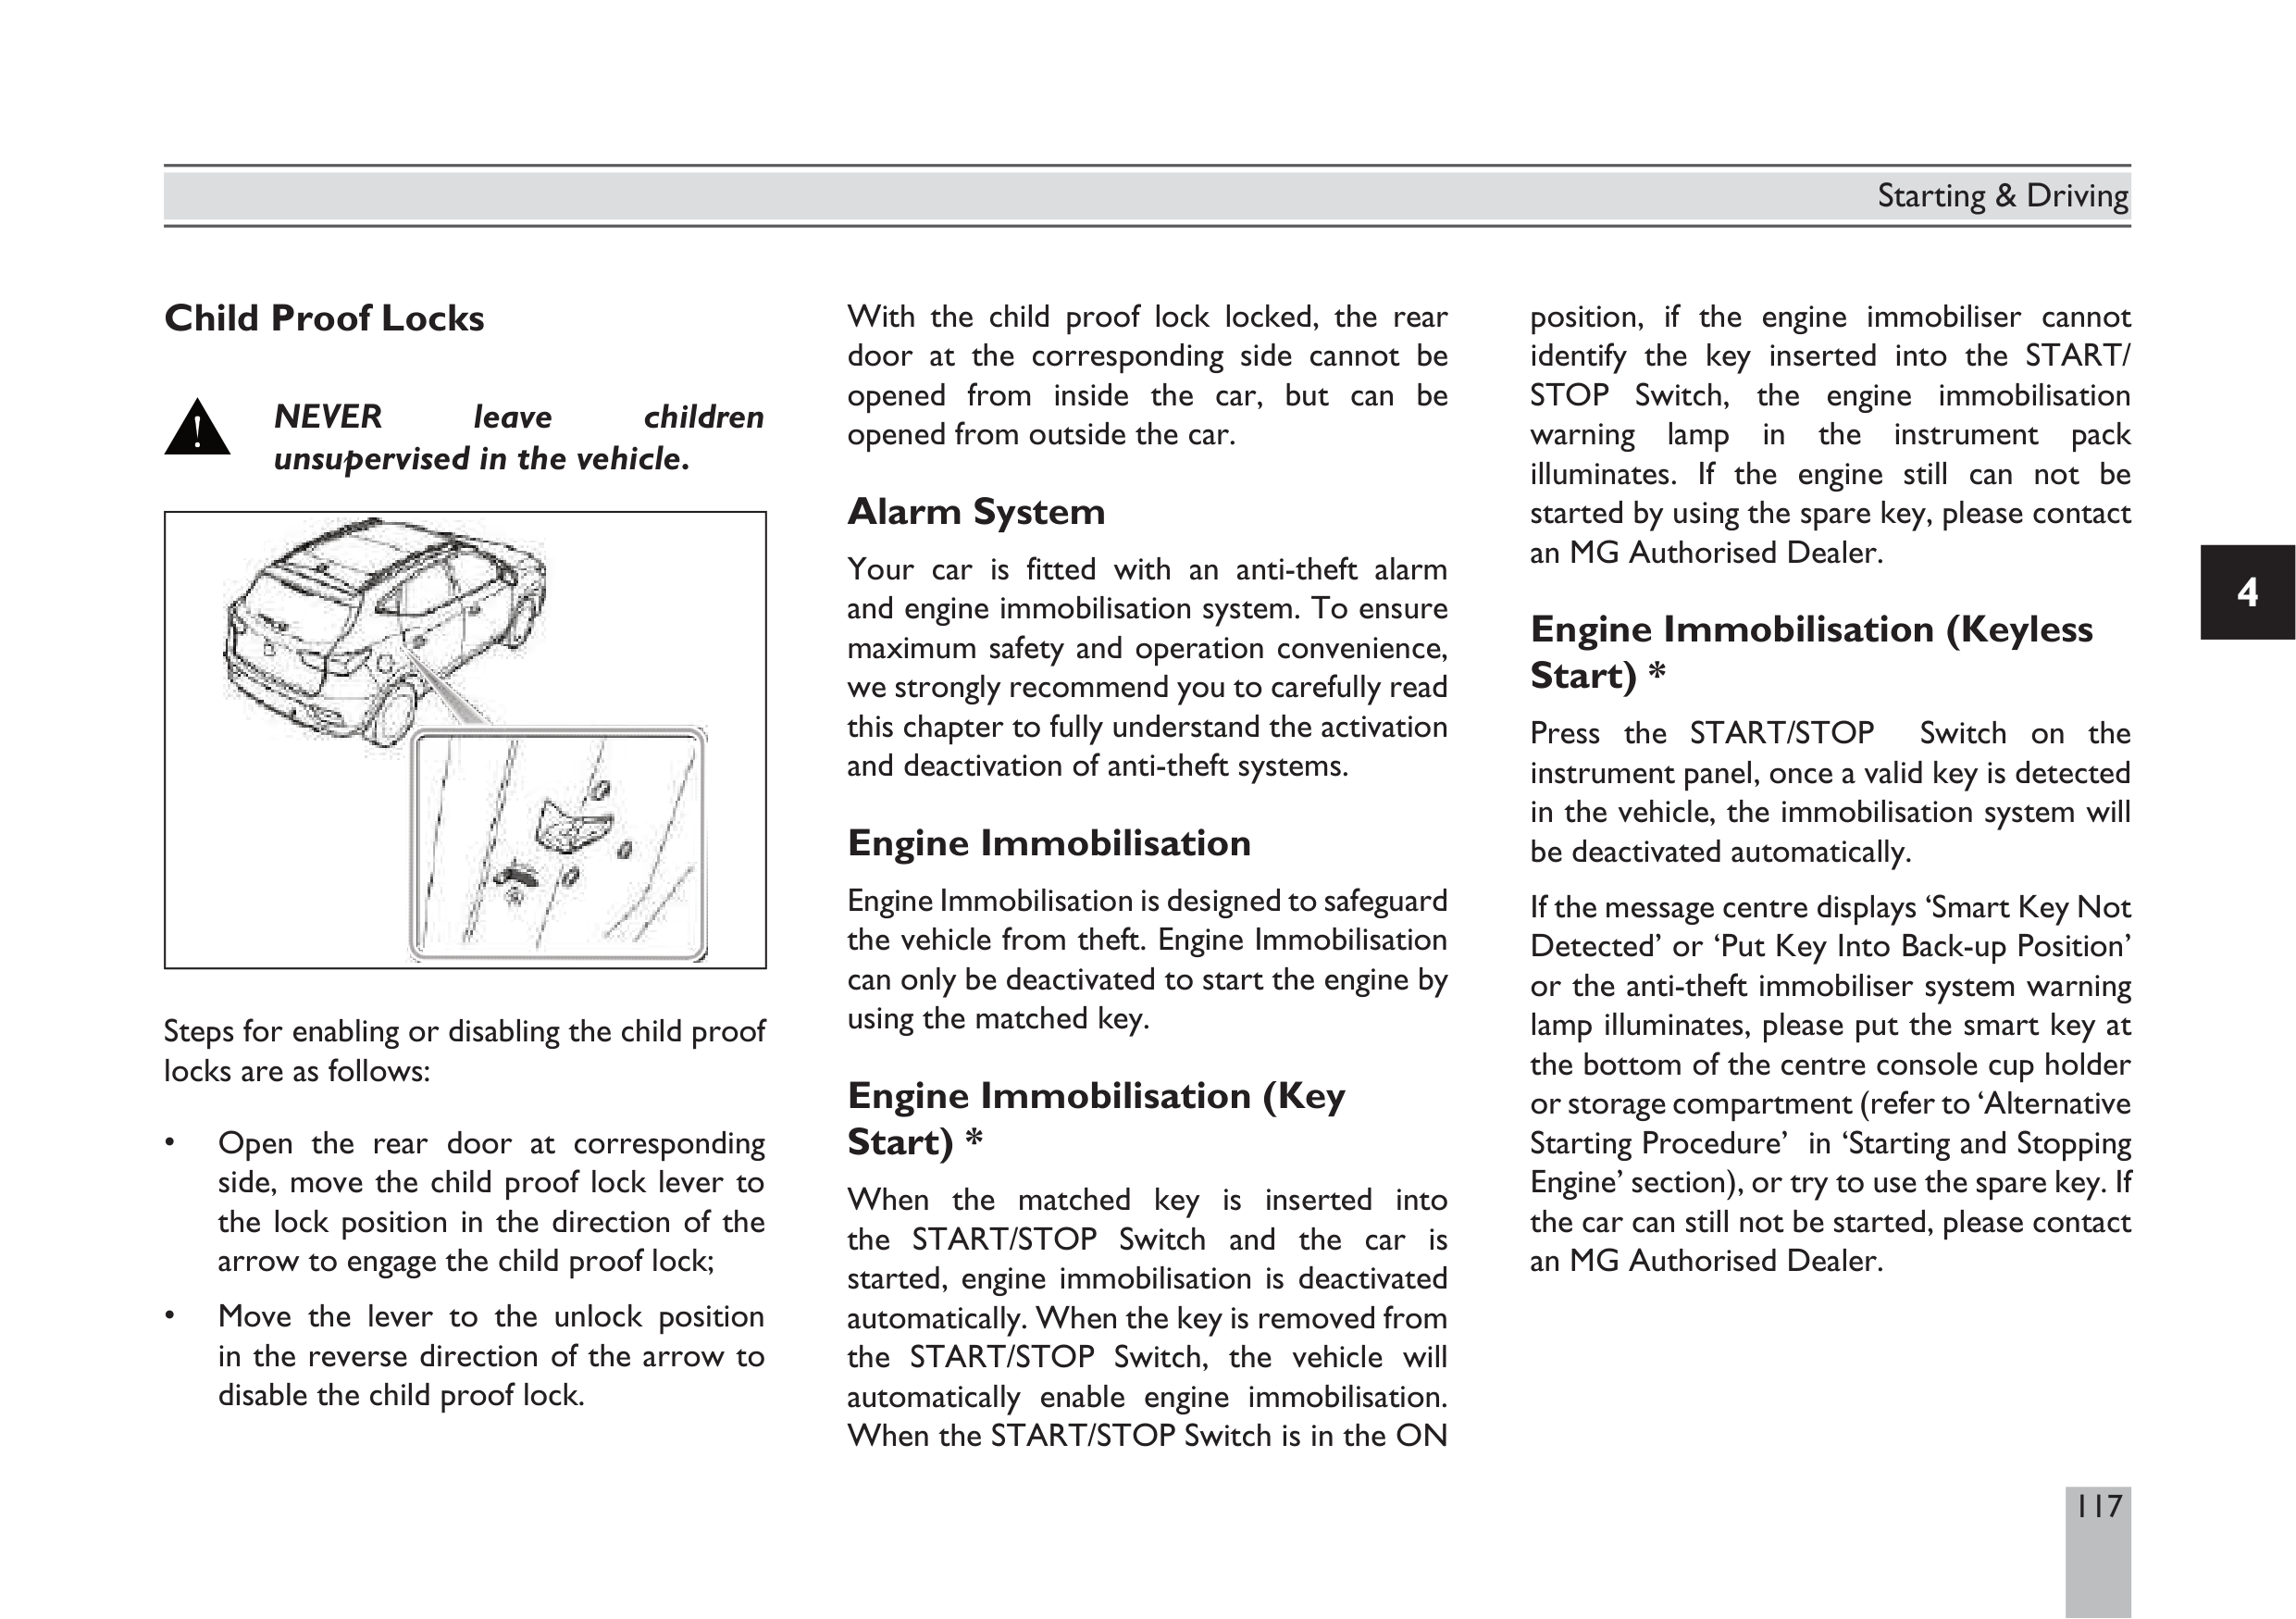 Starting & Driving
Child Proof Locks
NEVER leave children
unsupervised in the vehicle.
Steps for enabling or disabling the child proof
locks are as follows:
• Open the rear door at corresponding
side, move the child proof lock lever to
the lock position in the direction of the
arrow to engage the child proof lock;
• Move the lever to the unlock position
in the reverse direction of the arrow to
disable the child proof lock.
With the child proof lock locked, the rear
door at the corresponding side cannot be
opened from inside the car, but can be
opened from outside the car.
Alarm System
Your car is fitted with an anti-theft alarm
and engine immobilisation system. To ensure
maximum safety and operation convenience,
we strongly recommend you to carefully read
this chapter to fully understand the activation
and deactivation of anti-theft systems.
Engine Immobilisation
Engine Immobilisation is designed to safeguard
the vehicle from theft. Engine Immobilisation
can only be deactivated to start the engine by
using the matched key.
Engine Immobilisation (Key
Start) *
When the matched key is inserted into
the START/STOP Switch and the car is
started, engine immobilisation is deactivated
automatically. When the key is removed from
the START/STOP Switch, the vehicle will
automatically enable engine immobilisation.
When the START/STOP Switch is in the ON
position, if the engine immobiliser cannot
identify the key inserted into the START/
STOP Switch, the engine immobilisation
warning lamp in the instrument pack
illuminates. If the engine still can not be
started by using the spare key, please contact
an MG Authorised Dealer.
Engine Immobilisation (Keyless
Start) *
Press the START/STOP Switch on the
instrument panel, once a valid key is detected
in the vehicle, the immobilisation system will
be deactivated automatically.
If the message centre displays ‘Smart Key Not
Detected’ or ‘Put Key Into Back-up Position’
or the anti-theft immobiliser system warning
lamp illuminates, please put the smart key at
the bottom of the centre console cup holder
or storage compartment (refer to ‘Alternative
Starting Procedure’ in ‘Starting and Stopping
Engine’ section), or try to use the spare key. If
the car can still not be started, please contact
an MG Authorised Dealer.
4
117